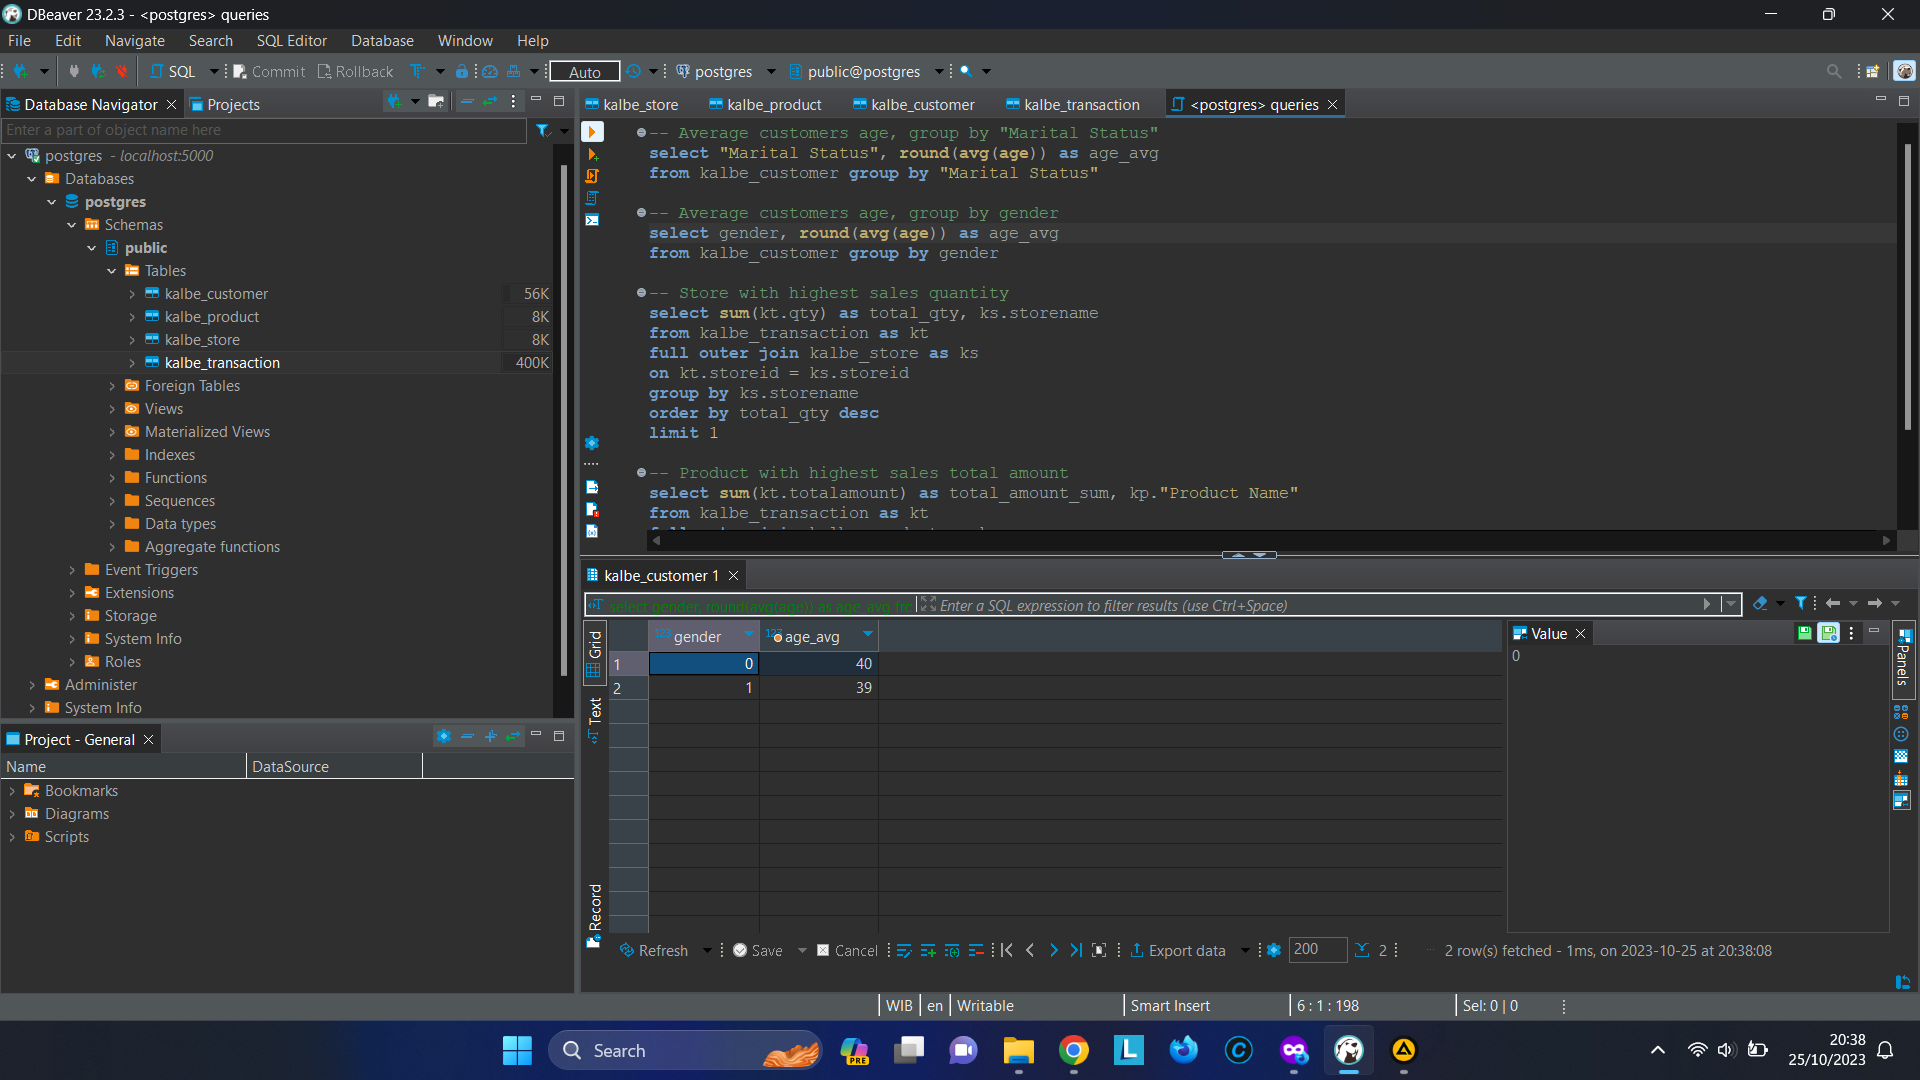 DBeaver 23.2.3 - <postgres> queries
File Edit Navigate Search SQL Editor Database Window Help
SQL Commit Rollback Auto postgres public@postgres
Database Navigator Projects
Enter a part of object name here
postgres - localhost:5000
Databases
postgres
Schemas
public
Tables
kalbe_customer 56K
kalbe_product 8K
kalbe_store 8K
kalbe_transaction 400K
Foreign Tables
Views
Materialized Views
Indexes
Functions
Sequences
Data types
Aggregate functions
Event Triggers
Extensions
Storage
System Info
Roles
Administer
System Info
Project - General
Name DataSource
Bookmarks
Diagrams
Scripts
kalbe_store kalbe_product kalbe_customer kalbe_transaction <postgres> queries
-- Average customers age, group by "Marital Status"
select "Marital Status", round(avg(age)) as age_avg
from kalbe_customer group by "Marital Status"
-- Average customers age, group by gender
select gender, round(avg(age)) as age_avg
from kalbe_customer group by gender
-- Store with highest sales quantity
select sum(kt.qty) as total_qty, ks.storename
from kalbe_transaction as kt
full outer join kalbe_store as ks
on kt.storeid = ks.storeid
group by ks.storename
order by total_qty desc
limit 1
-- Product with highest sales total amount
select sum(kt.totalamount) as total_amount_sum, kp."Product Name"
from kalbe_transaction as kt
kalbe_customer 1
select gender, round(avg(age)) as age_avg fro Enter a SQL expression to filter results (use Ctrl+Space)
Grid
Text
Record
123 gender 123 age_avg
1 0 40
2 1 39
Value
0
Panels
Refresh Save Cancel Export data 200 2 2 row(s) fetched - 1ms, on 2023-10-25 at 20:38:08
WIB en Writable Smart Insert 6 : 1 : 198 Sel: 0 | 0
Search
PRE
L
C
20:38
25/10/2023